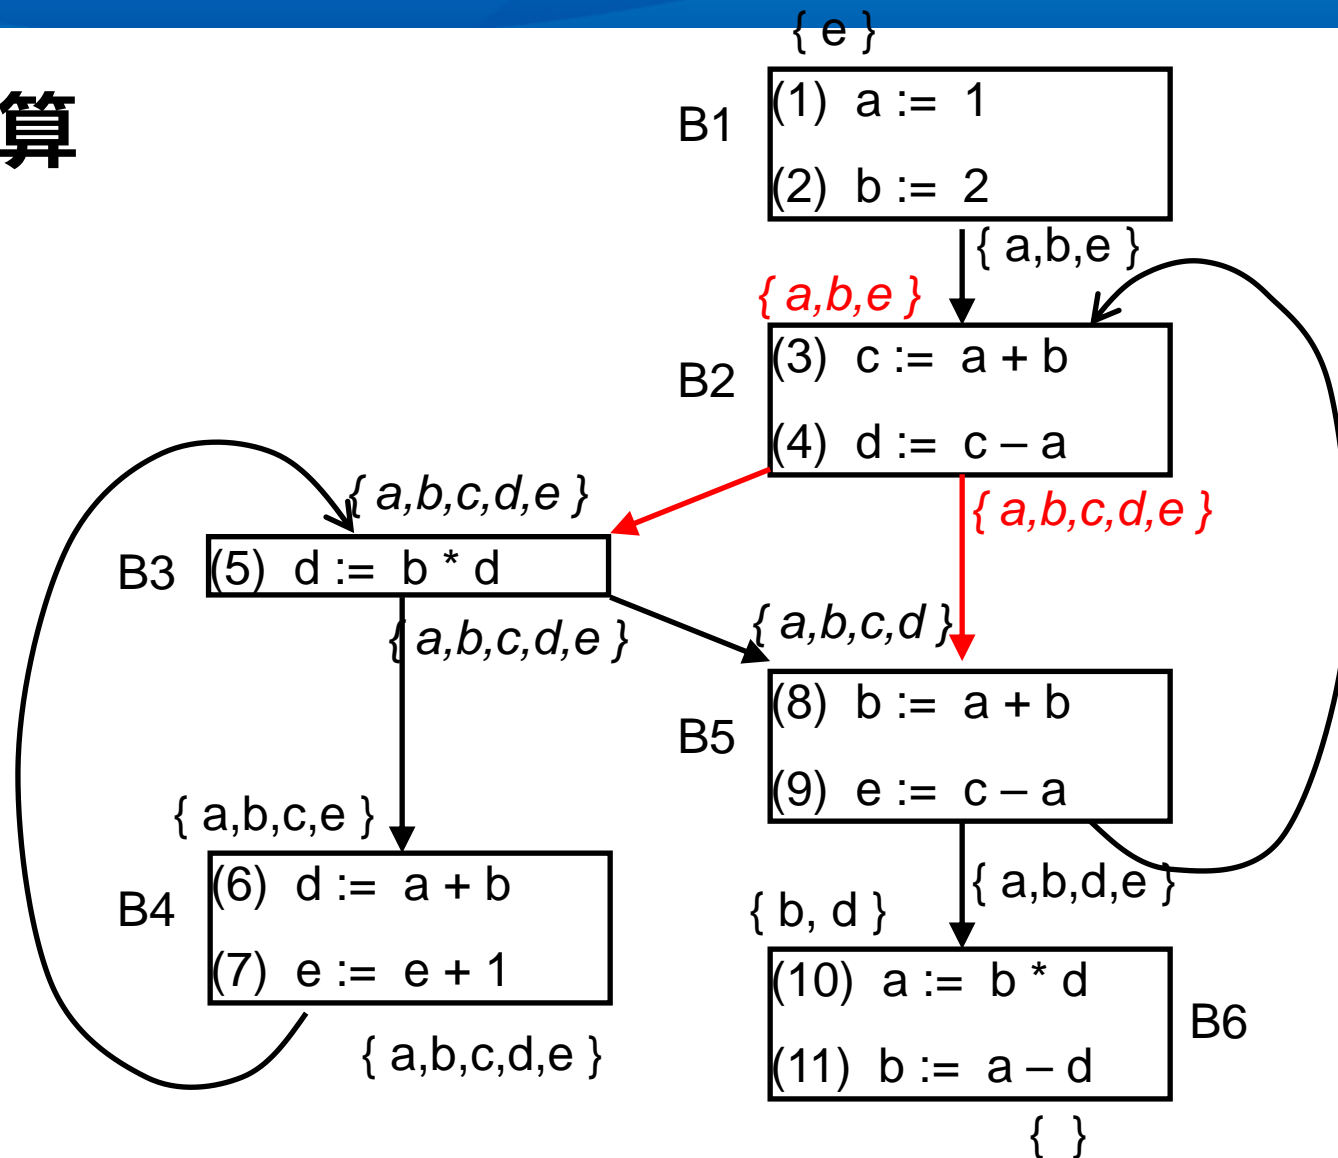 算
{ e }
B1
(1) a := 1
(2) b := 2
{ a,b,e }
{ a,b,e }
B2
(3) c := a + b
(4) d := c – a
{ a,b,c,d,e }
{ a,b,c,d,e }
B3
(5) d := b * d
{ a,b,c,d,e }
{ a,b,c,d }
B5
(8) b := a + b
(9) e := c – a
{ a,b,c,e }
B4
(6) d := a + b
(7) e := e + 1
{ a,b,c,d,e }
{ a,b,d,e }
{ b, d }
(10) a := b * d
(11) b := a – d
B6
{ }